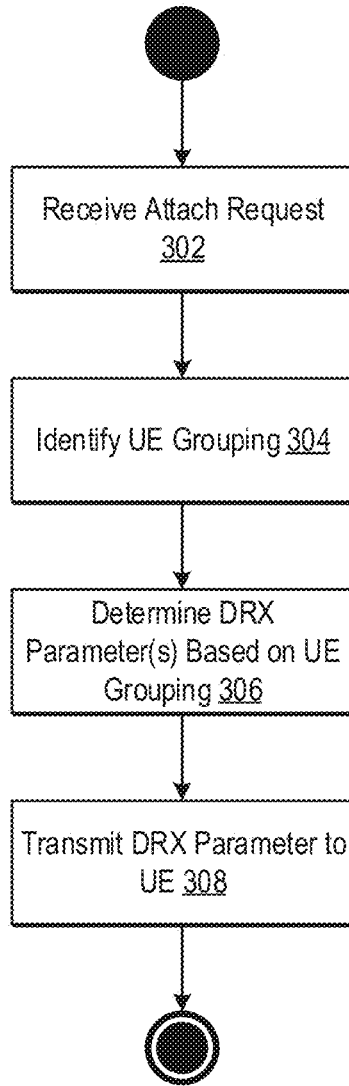 Receive Attach Request
302
Identify UE Grouping 304
Determine DRX
Parameter(s) Based on UE
Grouping 306
Transmit DRX Parameter to
UE 308